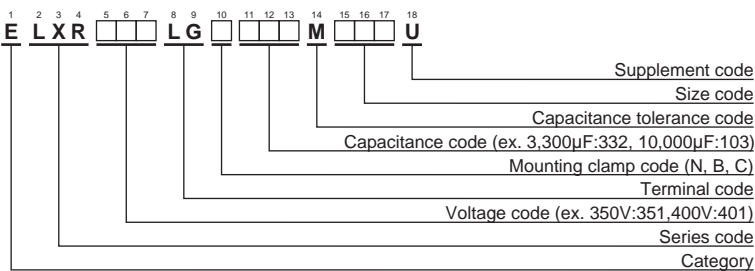 1 2 3 4 5 6 7 8 9 10 11 12 13 14 15 16 17 18
E L X R □ □ □ L G □ □ □ □ M □ □ □ U
Supplement code
Size code
Capacitance tolerance code
Capacitance code (ex. 3,300µF:332, 10,000µF:103)
Mounting clamp code (N, B, C)
Terminal code
Voltage code (ex. 350V:351,400V:401)
Series code
Category